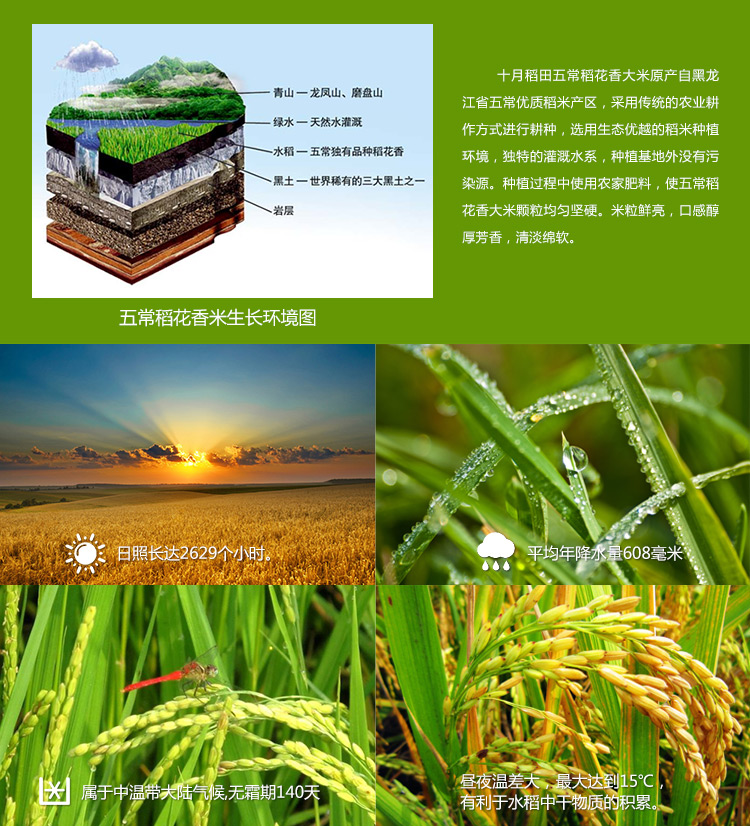 青山 — 龙凤山、磨盘山
绿水 — 天然水灌溉
水稻 — 五常独有品种稻花香
黑土 — 世界稀有的三大黑土之一
岩层
五常稻花香米生长环境图
十月稻田五常稻花香大米原产自黑龙
江省五常优质稻米产区，采用传统的农业耕
作方式进行耕种，选用生态优越的稻米种植
环境，独特的灌溉水系，种植基地外没有污
染源。种植过程中使用农家肥料，使五常稻
花香大米颗粒均匀坚硬。米粒鲜亮，口感醇
厚芳香，清淡绵软。
日照长达2629个小时。
平均年降水量608毫米
属于中温带大陆气候,无霜期140天
昼夜温差大，最大达到15℃，
有利于水稻中干物质的积累。